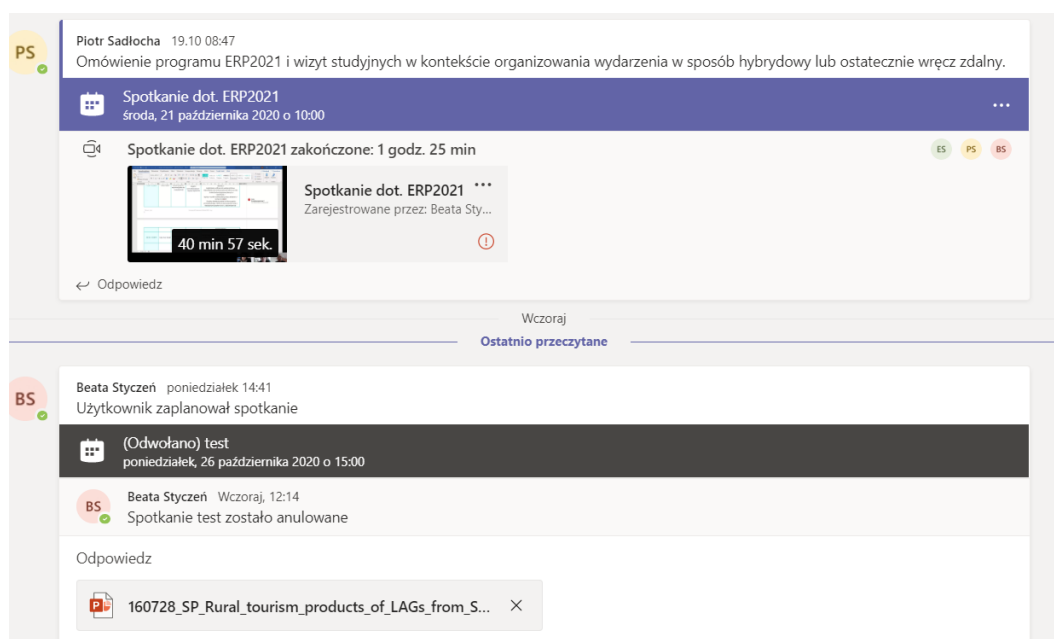 PS
Piotr Sadłocha 19.10 08:47
Omówienie programu ERP2021 i wizyt studyjnych w kontekście organizowania wydarzenia w sposób hybrydowy lub ostatecznie wręcz zdalny.
Spotkanie dot. ERP2021
środa, 21 października 2020 o 10:00
Spotkanie dot. ERP2021 zakończone: 1 godz. 25 min
ES PS BS
Spotkanie dot. ERP2021
Zarejestrowane przez: Beata Sty...
40 min 57 sek.
Odpowiedz
Wczoraj
Ostatnio przeczytane
BS
Beata Styczeń poniedziałek 14:41
Użytkownik zaplanował spotkanie
(Odwołano) test
poniedziałek, 26 października 2020 o 15:00
BS
Beata Styczeń Wczoraj, 12:14
Spotkanie test zostało anulowane
Odpowiedz
160728_SP_Rural_tourism_products_of_LAGs_from_S...